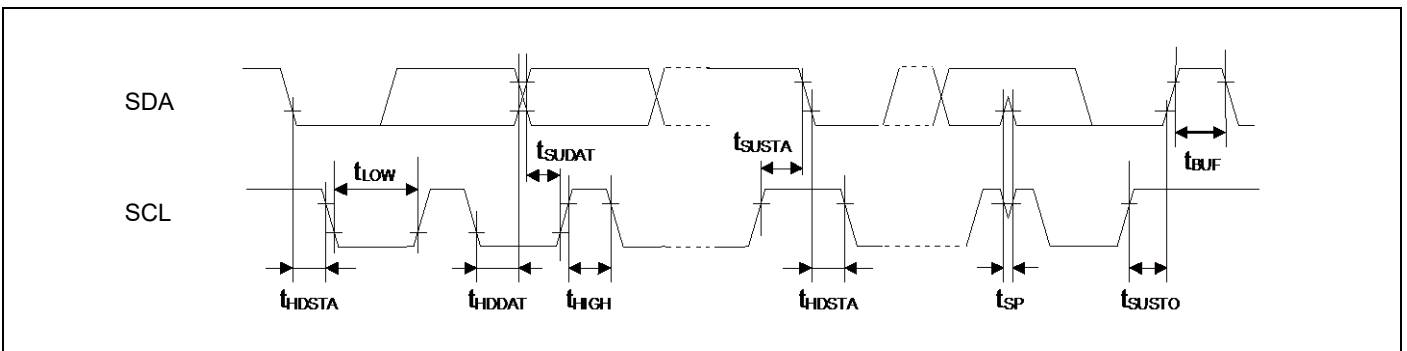 SDA
tSUDAT
tSUSTA
tBUF
tLOW
SCL
tHDSTA
tHDDAT
tHIGH
tHDSTA
tSP
tSUSTO